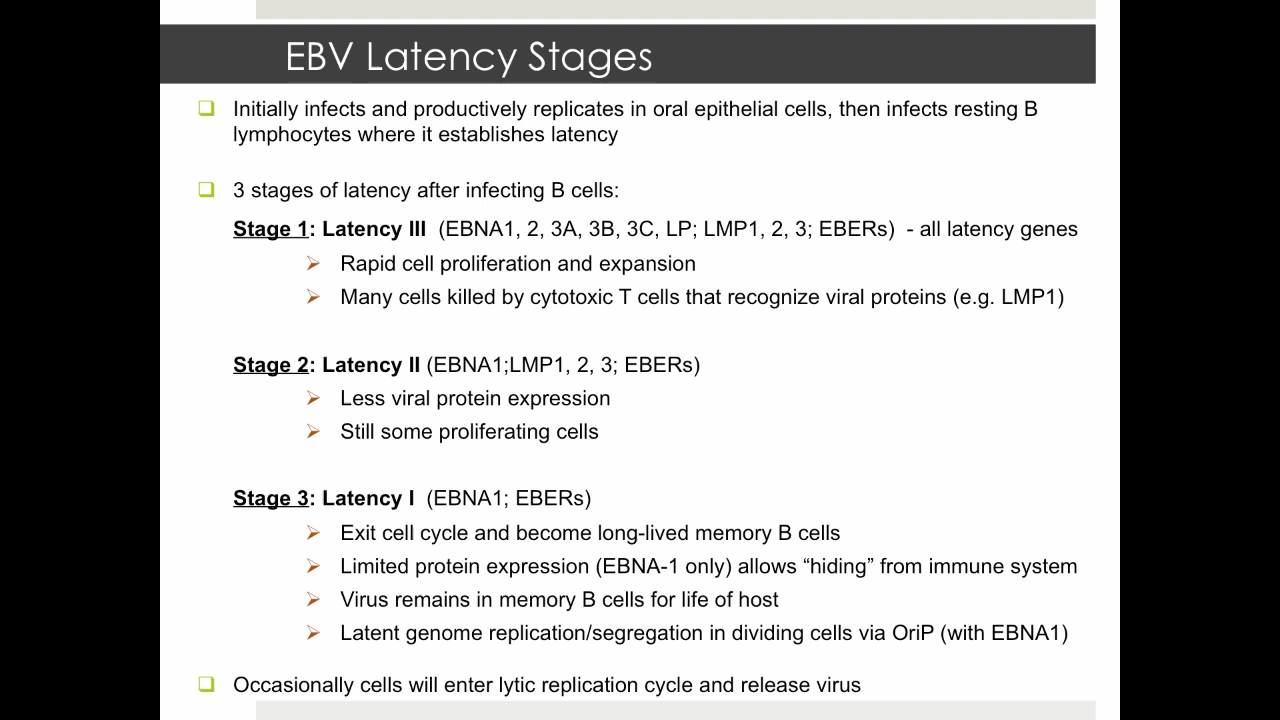 EBV Latency Stages
Initially infects and productively replicates in oral epithelial cells, then infects resting B
lymphocytes where it establishes latency
3 stages of latency after infecting B cells:
Stage 1: Latency III (EBNA1, 2, 3A, 3B, 3C, LP; LMP1, 2, 3; EBERs) - all latency genes
Rapid cell proliferation and expansion
Many cells killed by cytotoxic T cells that recognize viral proteins (e.g. LMP1)
Stage 2: Latency II (EBNA1;LMP1, 2, 3; EBERs)
Less viral protein expression
Still some proliferating cells
Stage 3: Latency I (EBNA1; EBERs)
Exit cell cycle and become long-lived memory B cells
Limited protein expression (EBNA-1 only) allows “hiding” from immune system
Virus remains in memory B cells for life of host
Latent genome replication/segregation in dividing cells via OriP (with EBNA1)
Occasionally cells will enter lytic replication cycle and release virus